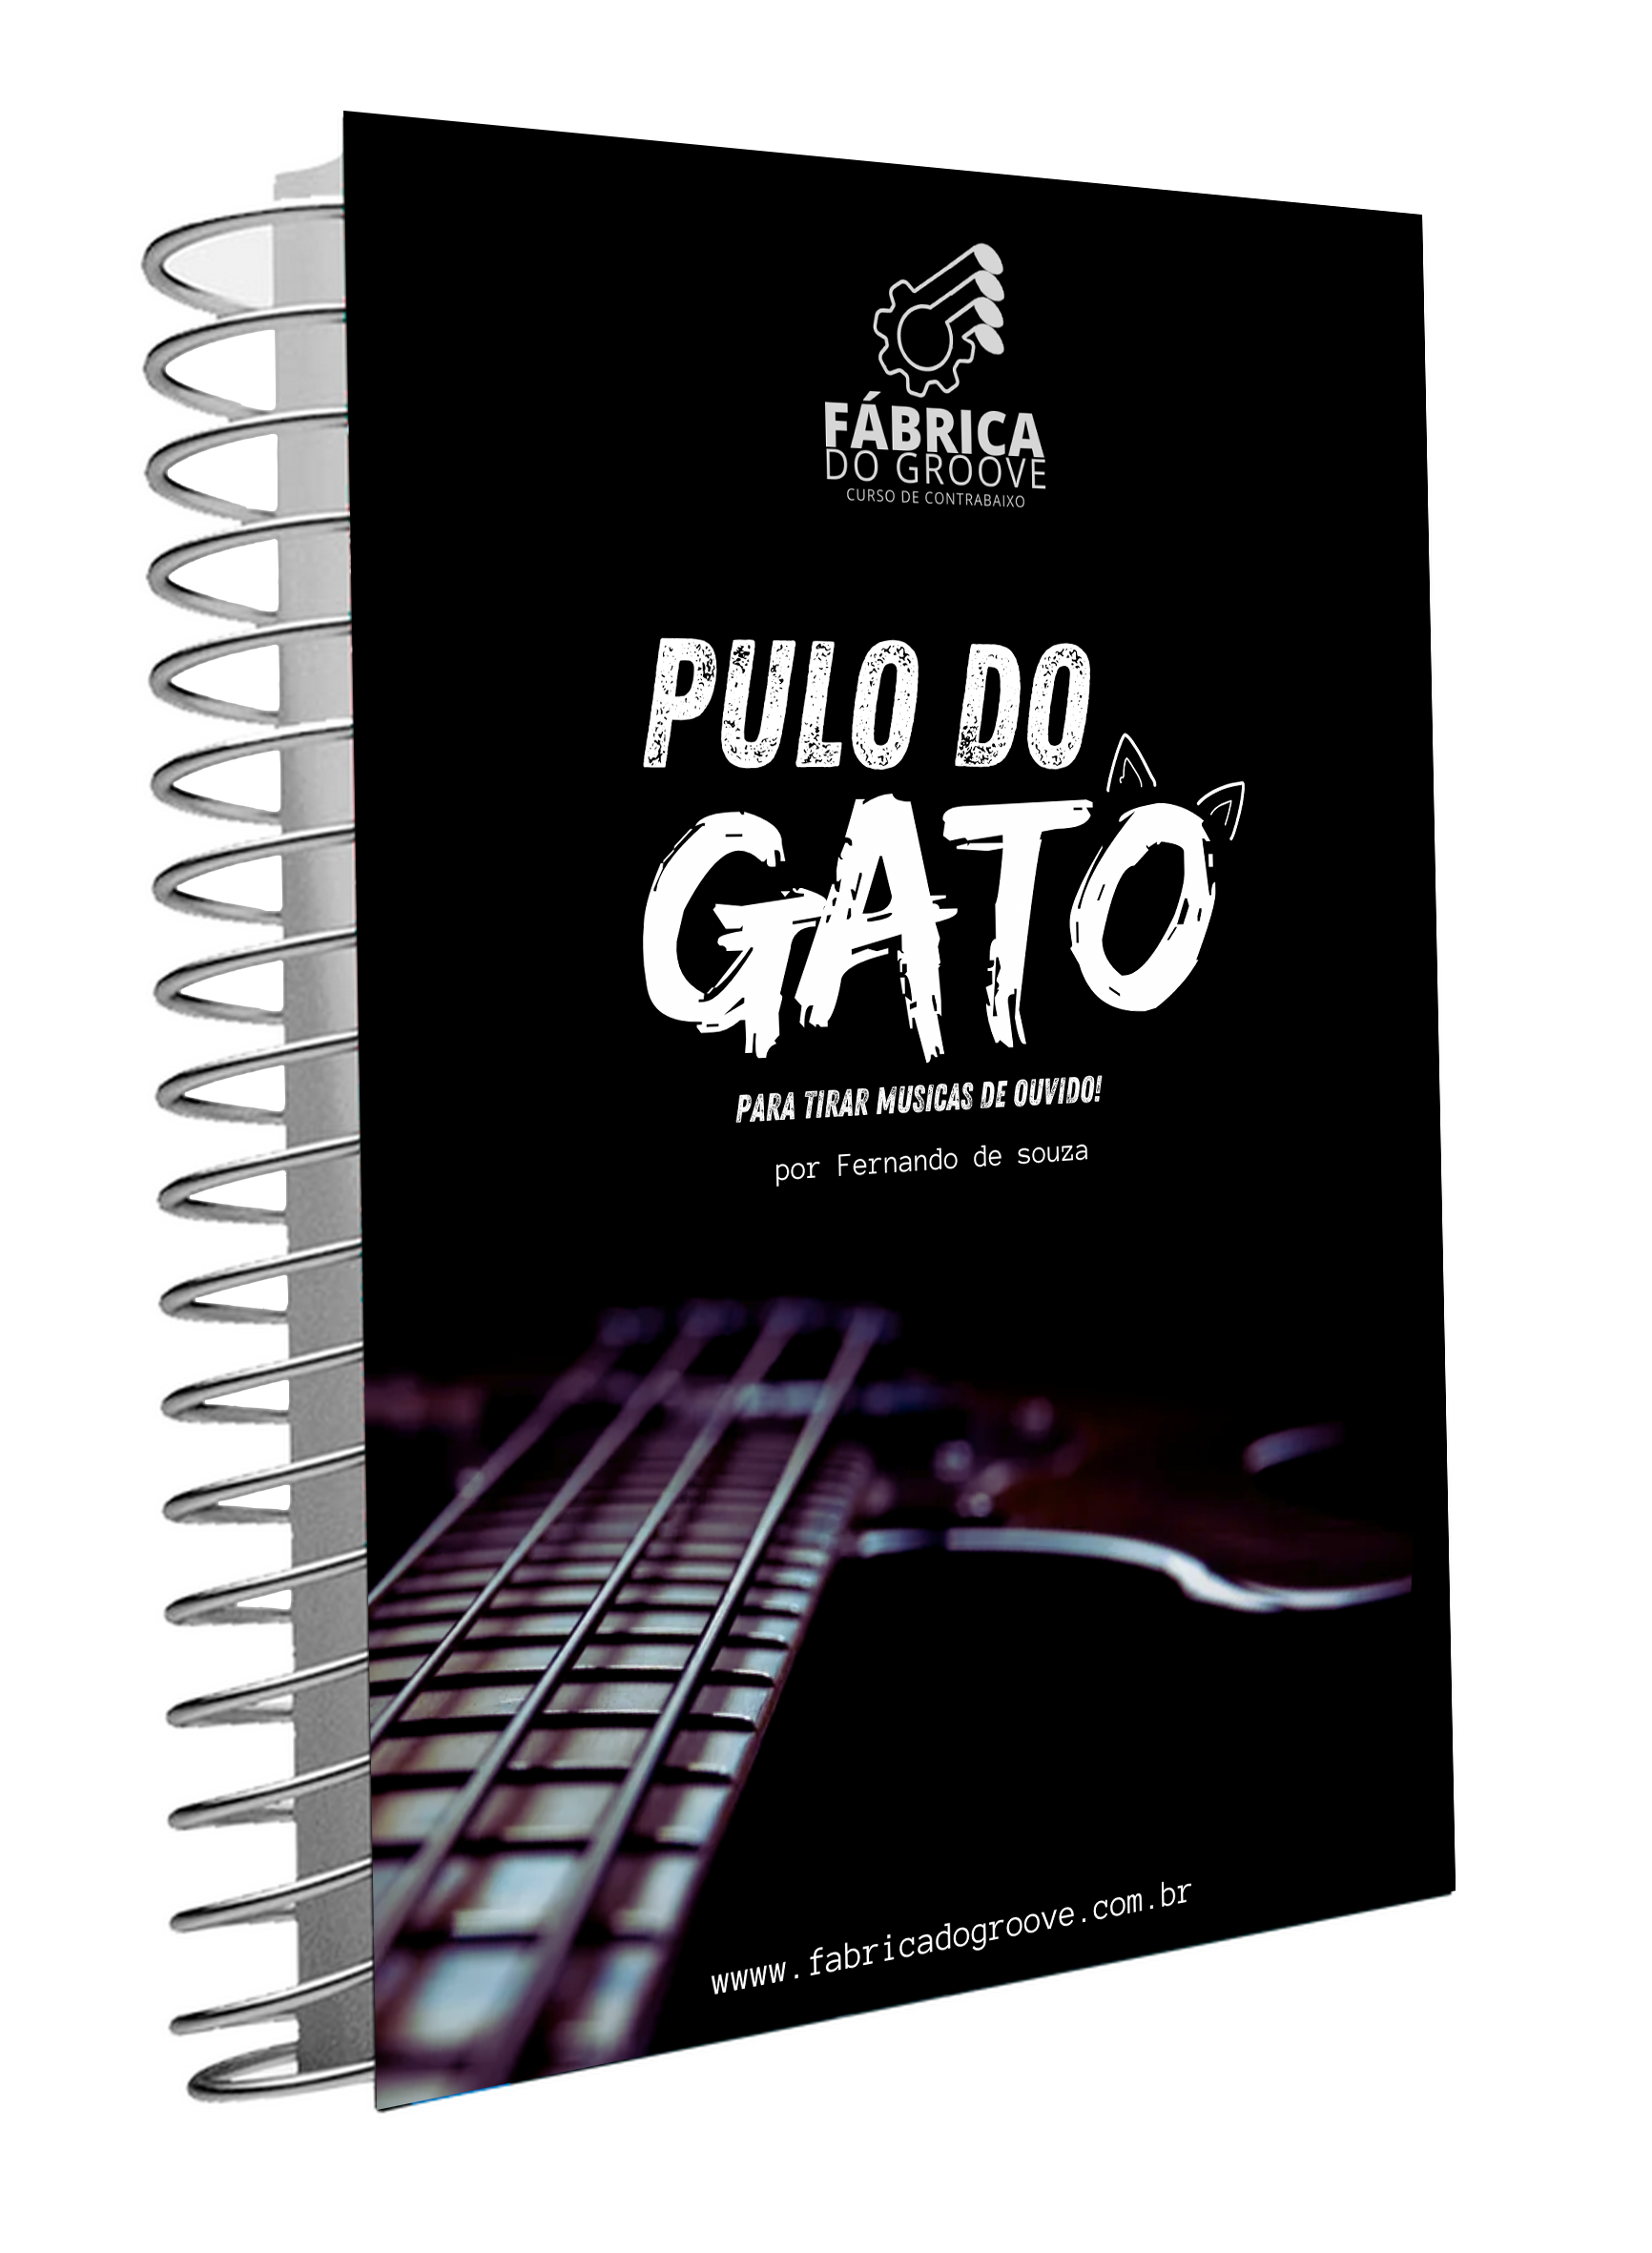 FÁBRICA
DO GROOVE
CURSO DE CONTRABAIXO
PULO DO
GATO
PARA TIRAR MUSICAS DE OUVIDO!
por Fernando de souza
www.fabricadogroove.com.br